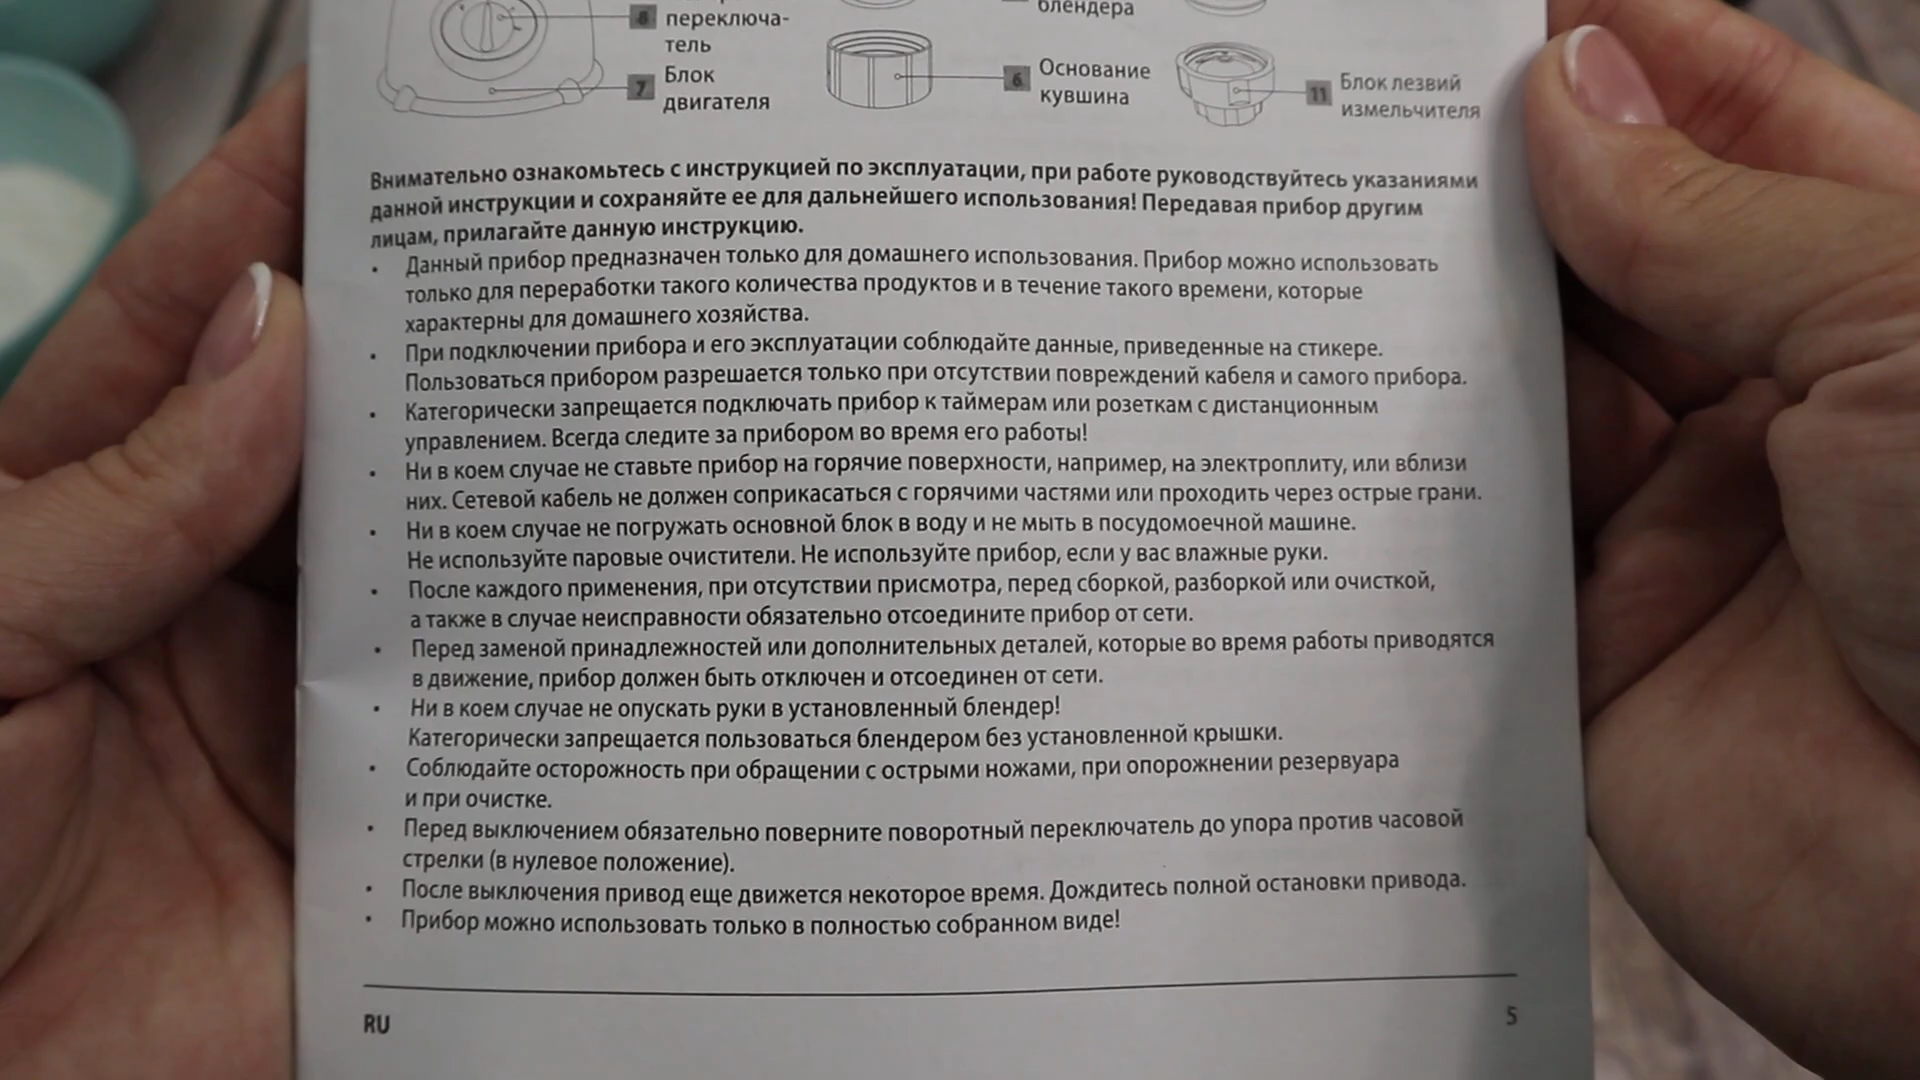 переключа-
8
тель
7
Блок
двигателя
блендера
6
Основание
кувшина
11
Блок лезвий
измельчителя
Внимательно ознакомьтесь с инструкцией по эксплуатации, при работе руководствуйтесь указаниями
данной инструкции и сохраняйте ее для дальнейшего использования! Передавая прибор другим
лицам, прилагайте данную инструкцию.
• Данный прибор предназначен только для домашнего использования. Прибор можно использовать
только для переработки такого количества продуктов и в течение такого времени, которые
характерны для домашнего хозяйства.
• При подключении прибора и его эксплуатации соблюдайте данные, приведенные на стикере.
Пользоваться прибором разрешается только при отсутствии повреждений кабеля и самого прибора.
• Категорически запрещается подключать прибор к таймерам или розеткам с дистанционным
управлением. Всегда следите за прибором во время его работы!
• Ни в коем случае не ставьте прибор на горячие поверхности, например, на электроплиту, или вблизи
них. Сетевой кабель не должен соприкасаться с горячими частями или проходить через острые грани.
• Ни в коем случае не погружать основной блок в воду и не мыть в посудомоечной машине.
Не используйте паровые очистители. Не используйте прибор, если у вас влажные руки.
• После каждого применения, при отсутствии присмотра, перед сборкой, разборкой или очисткой,
а также в случае неисправности обязательно отсоедините прибор от сети.
• Перед заменой принадлежностей или дополнительных деталей, которые во время работы приводятся
в движение, прибор должен быть отключен и отсоединен от сети.
• Ни в коем случае не опускать руки в установленный блендер!
Категорически запрещается пользоваться блендером без установленной крышки.
• Соблюдайте осторожность при обращении с острыми ножами, при опорожнении резервуара
и при очистке.
• Перед выключением обязательно поверните поворотный переключатель до упора против часовой
стрелки (в нулевое положение).
• После выключения привод еще движется некоторое время. Дождитесь полной остановки привода.
• Прибор можно использовать только в полностью собранном виде!
RU
5